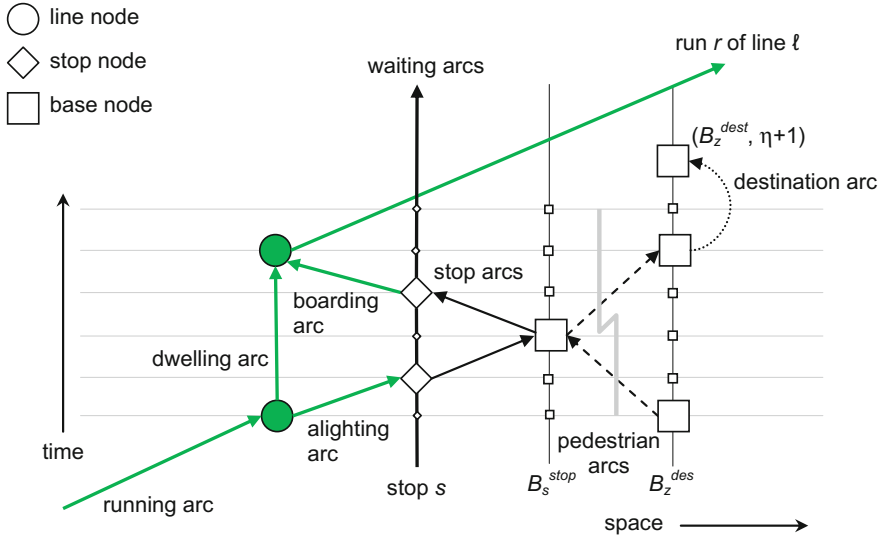 line node
stop node
base node
run r of line ℓ
waiting arcs
(B_z^dest, η+1)
destination arc
stop arcs
boarding
arc
dwelling arc
alighting
arc
pedestrian
arcs
time
running arc
stop s
B_s^stop
B_z^des
space